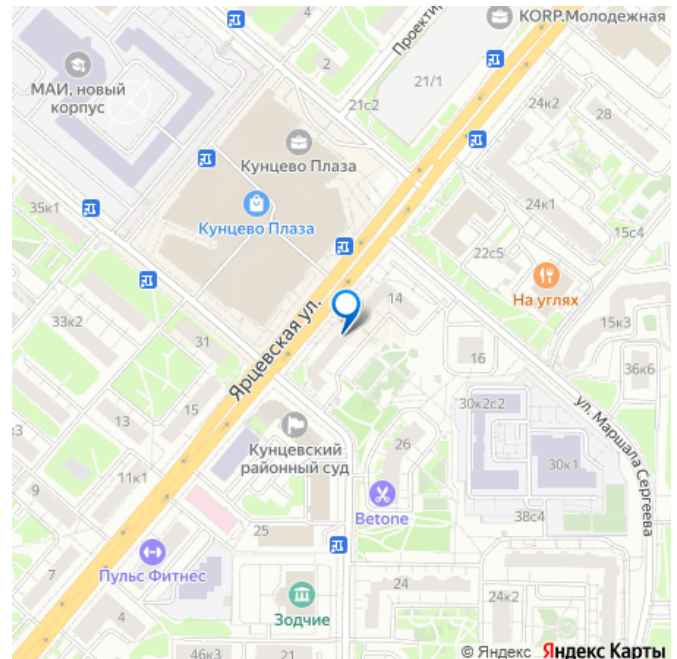 4
KORP.Молодежная
Проекти,
2
21/1
МАИ, новый
корпус
21с2
24к2
28
Кунцево Плаза
35к1
Кунцево Плаза
24к1
15с4
22с5
На углях
14
33к2
31
Ярцевская ул.
15к3
16
36к6
15
13
30к2с2
ул. Маршала Сергеева
Кунцевский
районный суд
26
3
11к1
30к1
9
Betone
38с4
25
Пульс Фитнес
7
24
24к2
4
Зодчие
46к3
21
© Яндекс Яндекс Карты